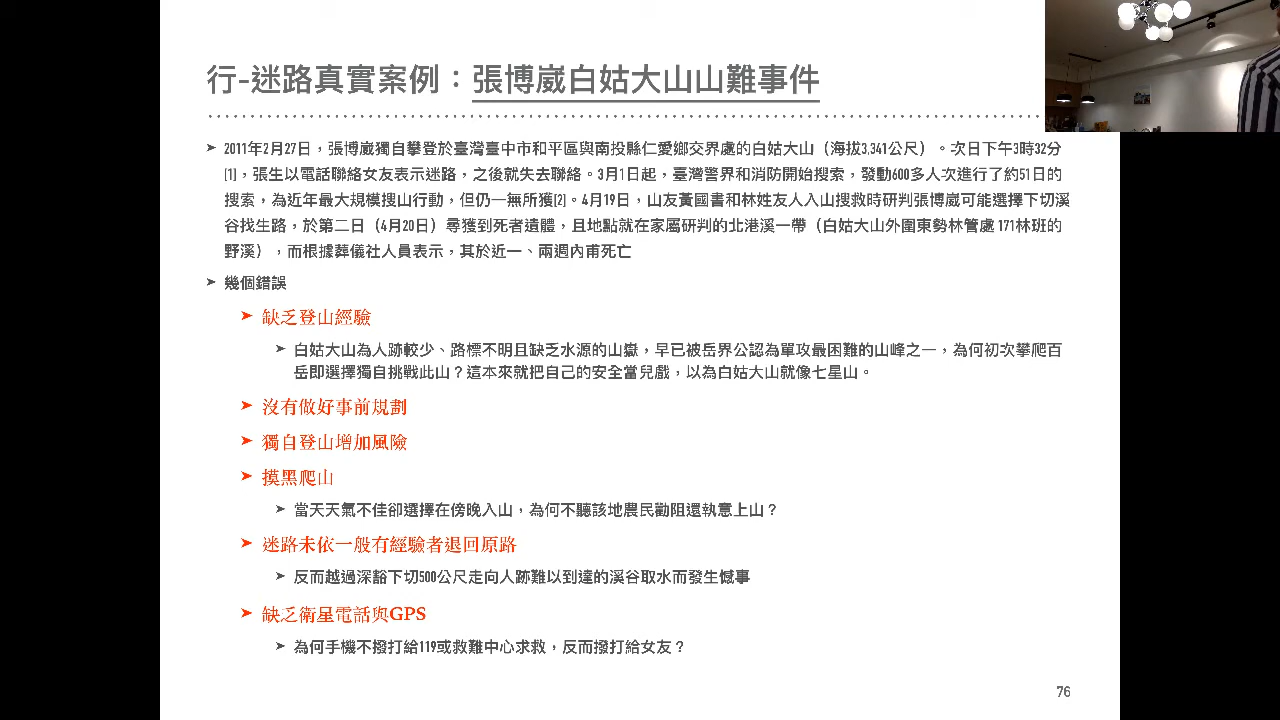 行-迷路真實案例：張博崴白姑大山山難事件
➤ 2011年2月27日，張博崴獨自攀登於臺灣臺中市和平區與南投縣仁愛鄉交界處的白姑大山（海拔3,341公尺）。次日下午3時32分
[1]，張生以電話聯絡女友表示迷路，之後就失去聯絡。3月1日起，臺灣警界和消防開始搜索，發動600多人次進行了約51日的
搜索，為近年最大規模搜山行動，但仍一無所獲[2]。4月19日，山友黃國書和林姓友人入山搜救時研判張博崴可能選擇下切溪
谷找生路，於第二日（4月20日）尋獲到死者遺體，且地點就在家屬研判的北港溪一帶（白姑大山外圍東勢林管處 171林班的
野溪），而根據葬儀社人員表示，其於近一、兩週內甫死亡
➤ 幾個錯誤
➤ 缺乏登山經驗
➤ 白姑大山為人跡較少、路標不明且缺乏水源的山嶽，早已被岳界公認為單攻最困難的山峰之一，為何初次攀爬百
岳即選擇獨自挑戰此山？這本來就把自己的安全當兒戲，以為白姑大山就像七星山。
➤ 沒有做好事前規劃
➤ 獨自登山增加風險
➤ 摸黑爬山
➤ 當天天氣不佳卻選擇在傍晚入山，為何不聽該地農民勸阻還執意上山？
➤ 迷路未依一般有經驗者退回原路
➤ 反而越過深豁下切500公尺走向人跡難以到達的溪谷取水而發生憾事
➤ 缺乏衛星電話與GPS
➤ 為何手機不撥打給119或救難中心求救，反而撥打給女友？
76